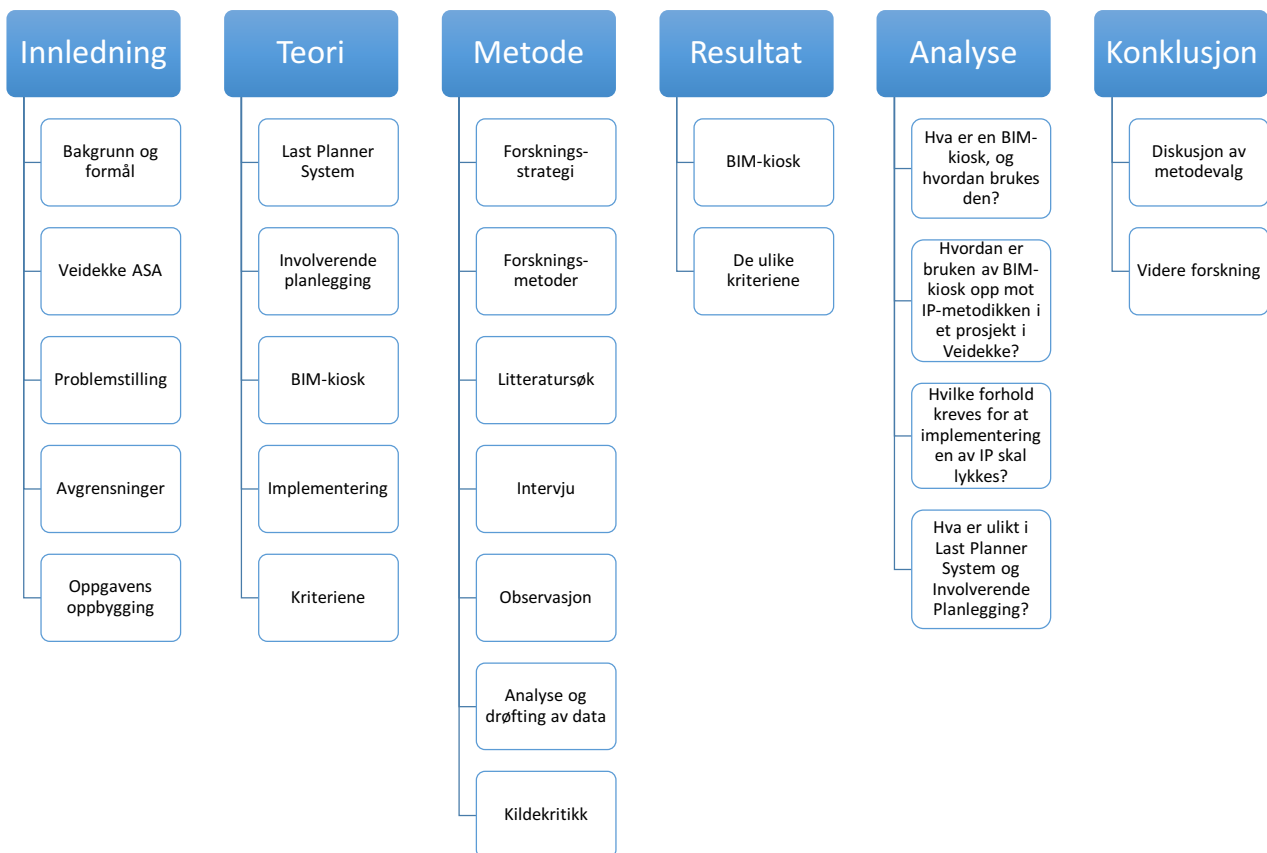 Innledning
Bakgrunn og
formål
Veidekke ASA
Problemstilling
Avgrensninger
Oppgavens
oppbygging
Teori
Last Planner
System
Involverende
planlegging
BIM-kiosk
Implementering
Kriteriene
Metode
Forsknings-
strategi
Forsknings-
metoder
Litteratursøk
Intervju
Observasjon
Analyse og
drøfting av data
Kildekritikk
Resultat
BIM-kiosk
De ulike
kriteriene
Analyse
Hva er en BIM-
kiosk, og
hvordan brukes
den?
Hvordan er
bruken av BIM-
kiosk opp mot
IP-metodikken i
et prosjekt i
Veidekke?
Hvilke forhold
kreves for at
implementering
en av IP skal
lykkes?
Hva er ulikt i
Last Planner
System og
Involverende
Planlegging?
Konklusjon
Diskusjon av
metodevalg
Videre forskning